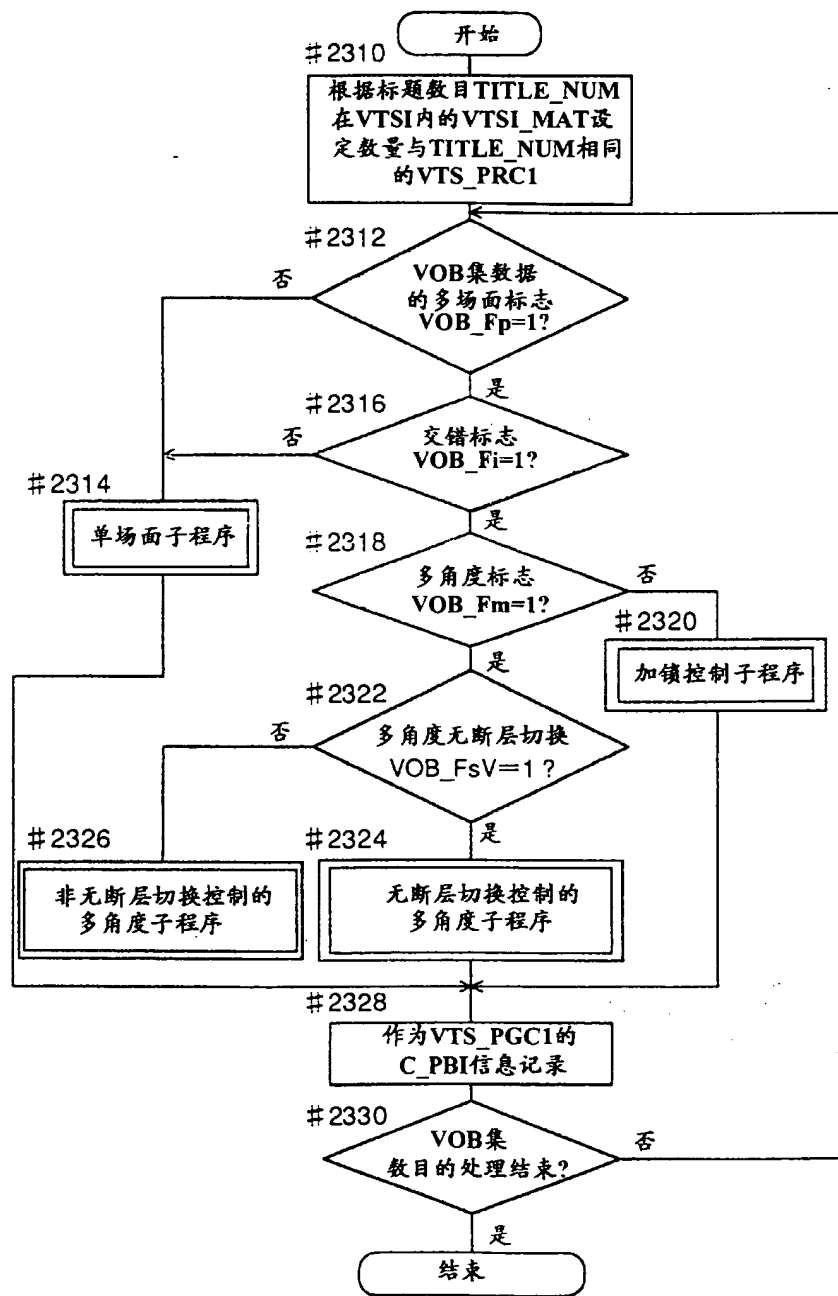 开始
#2310
根据标题数目TITLE_NUM
在VTSI内的VTSI_MAT设
定数量与TITLE_NUM相同
的VTS_PRC1
#2312
否
VOB集数据
的多场面标志
VOB_Fp=1?
是
#2316
否
交错标志
VOB_Fi=1?
#2314
单场面子程序
是
#2318
多角度标志
VOB_Fm=1?
否
#2320
加锁控制子程序
是
#2322
否
多角度无断层切换
VOB_FsV=1?
是
#2326
非无断层切换控制的
多角度子程序
#2324
无断层切换控制的
多角度子程序
#2328
作为VTS_PGC1的
C_PBI信息记录
#2330
VOB集
数目的处理结束?
否
是
结束